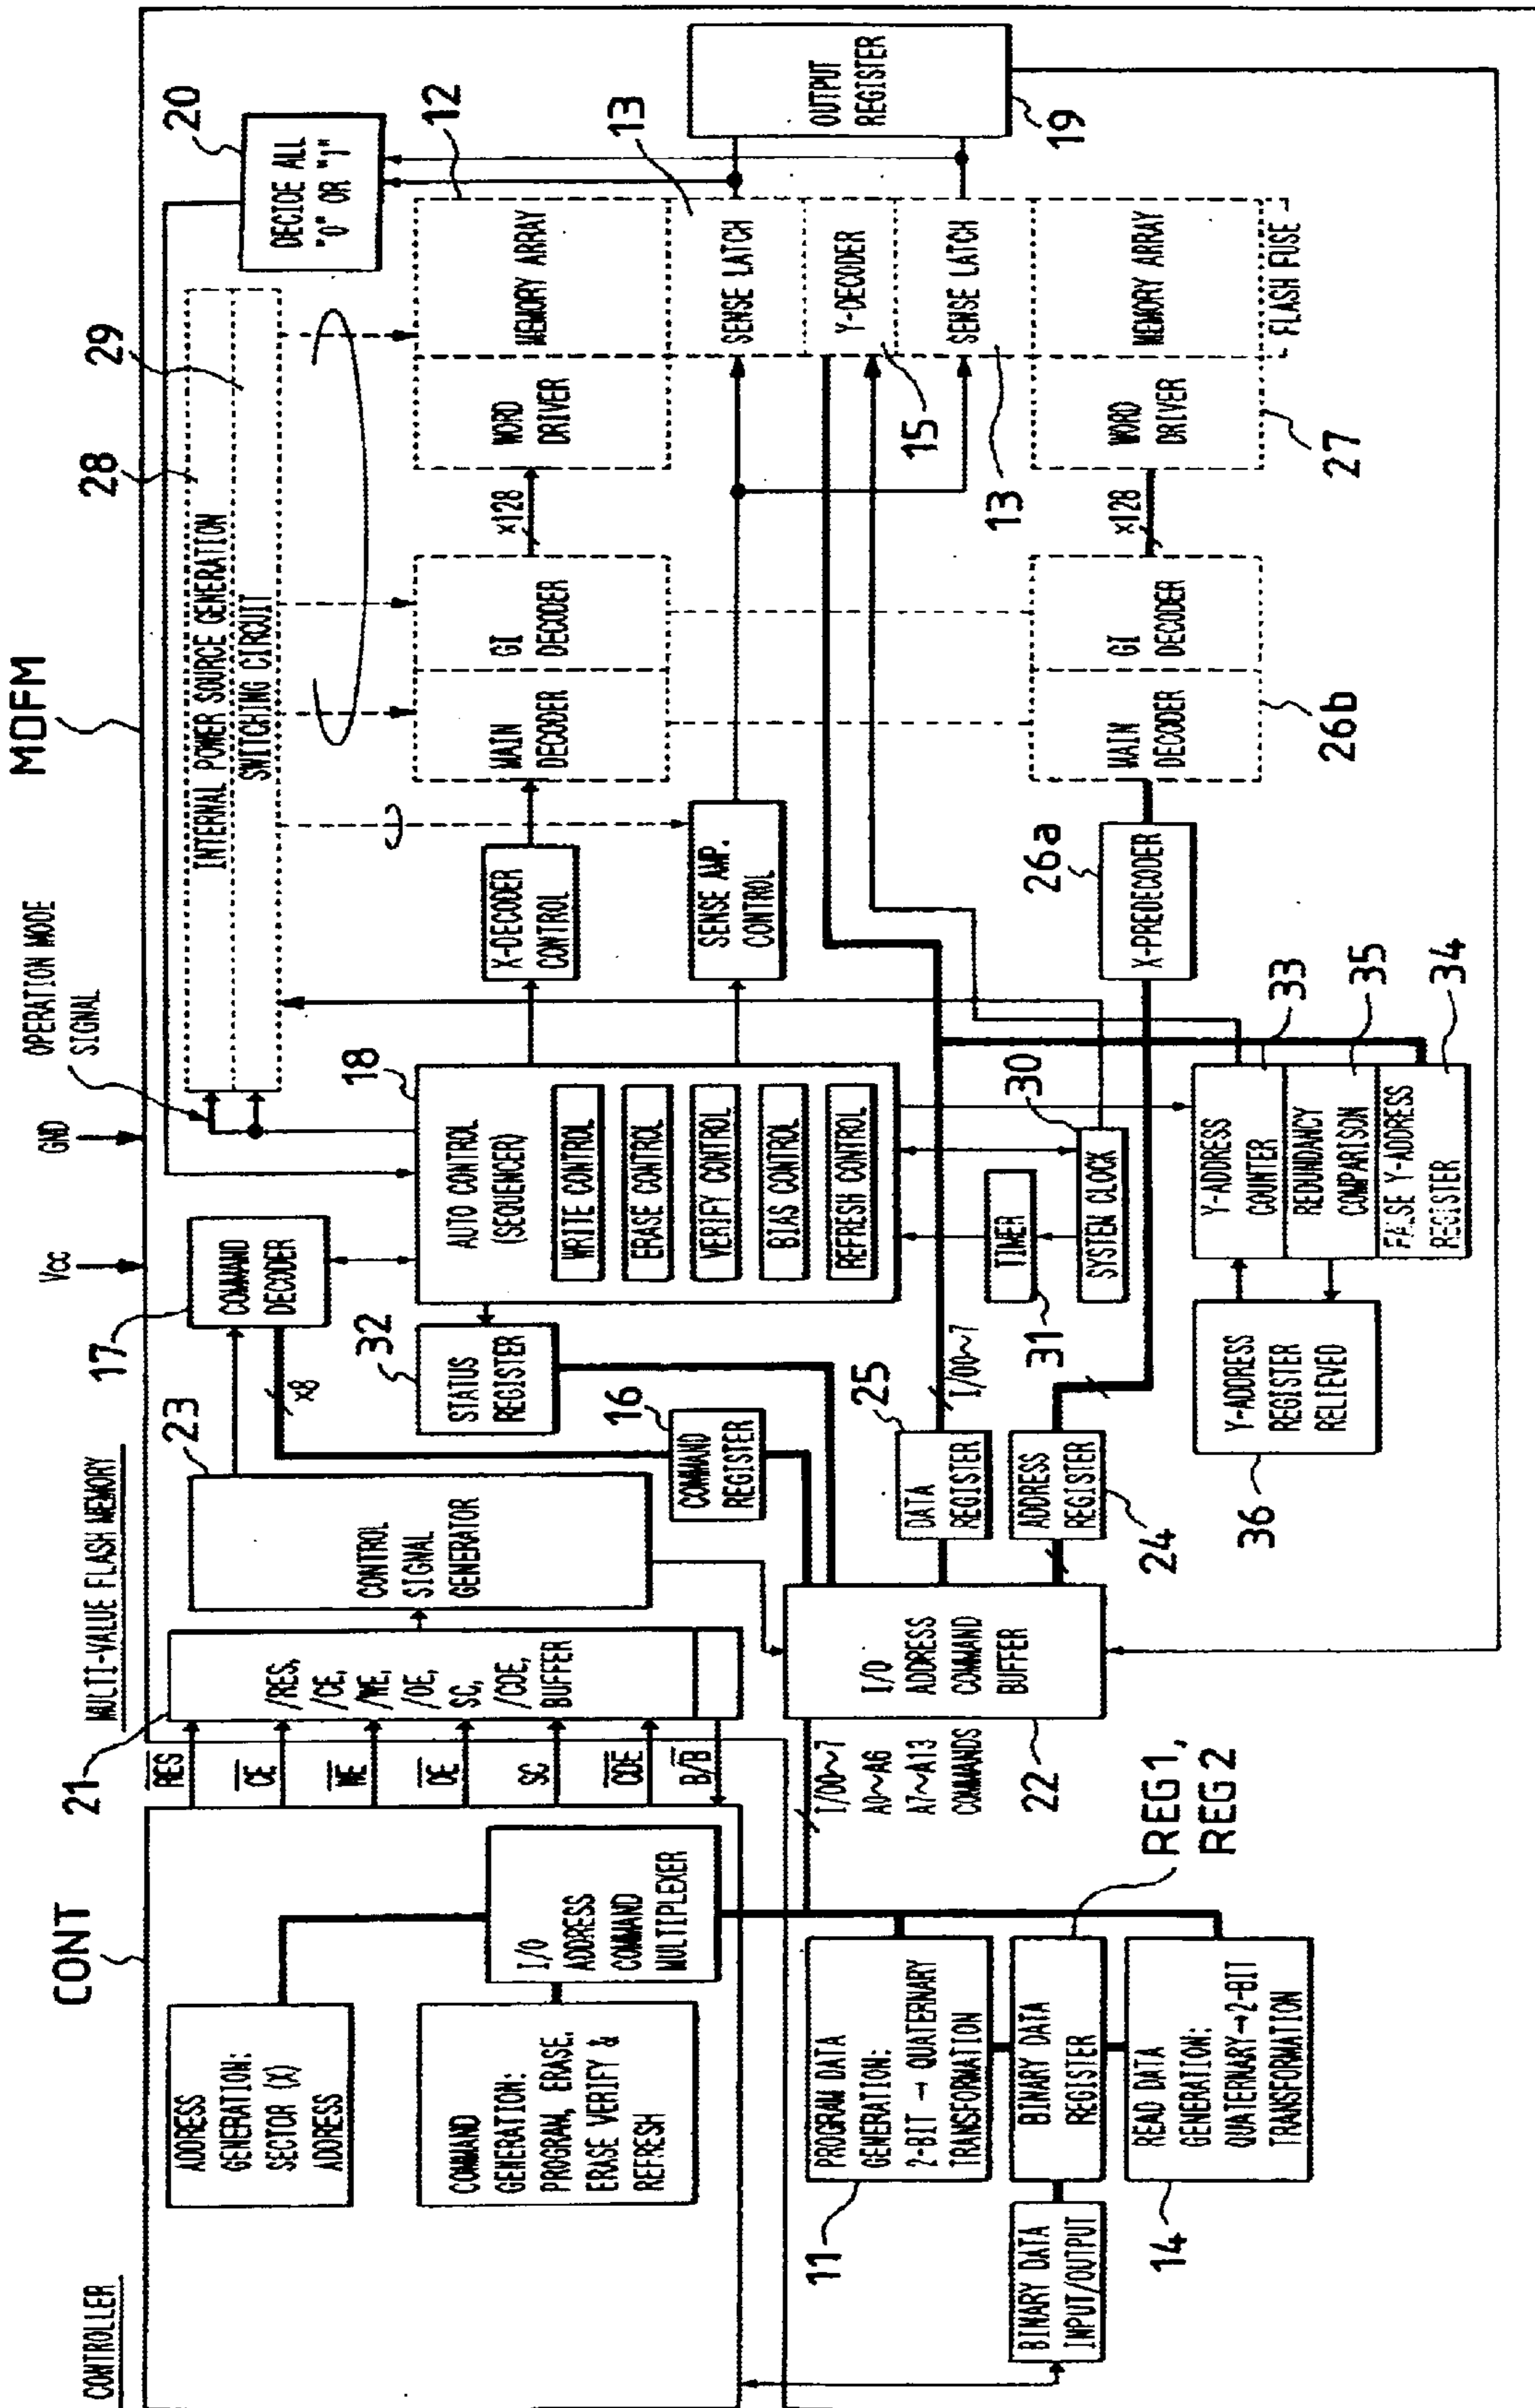 MDFM
CONT
CONTROLLER
MULTI-VALUE FLASH MEMORY
Vcc
GND
OPERATION MODE
SIGNAL
ADDRESS
GENERATION:
SECTOR (X)
ADDRESS
COMMAND
GENERATION:
PROGRAM, ERASE,
ERASE VERIFY &
REFRESH
I/O
ADDRESS
COMMAND
MULTIPLEXER
RES
CE
WE
OE
SC
CDE
B/B
21
/RES,
/CE,
/WE,
/OE,
SC,
/CDE,
BUFFER
23
CONTROL
SIGNAL
GENERATOR
17
COMMAND
DECODER
x8
32
STATUS
REGISTER
16
COMMAND
REGISTER
18
AUTO CONTROL
(SEQUENCER)
WRITE CONTROL
ERASE CONTROL
VERIFY CONTROL
BIAS CONTROL
REFRESH CONTROL
28
29
INTERNAL POWER SOURCE GENERATION
SWITCHING CIRCUIT
20
DECIDE ALL
"0" OR "1"
X-DECODER
CONTROL
SENSE AMP.
CONTROL
MAIN
DECODER
GI
DECODER
x128
WORD
DRIVER
MEMORY ARRAY
12
13
SENSE LATCH
Y-DECODER
15
SENSE LATCH
13
OUTPUT
REGISTER
19
MAIN
DECODER
GI
DECODER
26b
x128
WORD
DRIVER
27
MEMORY ARRAY
FLASH FUSE
26a
X-PREDECODER
30
SYSTEM CLOCK
TIMER
31
25
DATA
REGISTER
I/O0~7
ADDRESS
REGISTER
24
I/O
ADDRESS
COMMAND
BUFFER
22
I/O0~7
A0~A6
A7~A13
COMMANDS
Y-ADDRESS
COUNTER
33
REDUNDANCY
COMPARISON
35
FALSE Y-ADDRESS
REGISTER
34
Y-ADDRESS
REGISTER
RELIEVED
36
REG1,
REG2
11
PROGRAM DATA
GENERATION:
2-BIT → QUATERNARY
TRANSFORMATION
BINARY DATA
REGISTER
READ DATA
GENERATION:
QUATERNARY→2-BIT
TRANSFORMATION
14
BINARY DATA
INPUT/OUTPUT